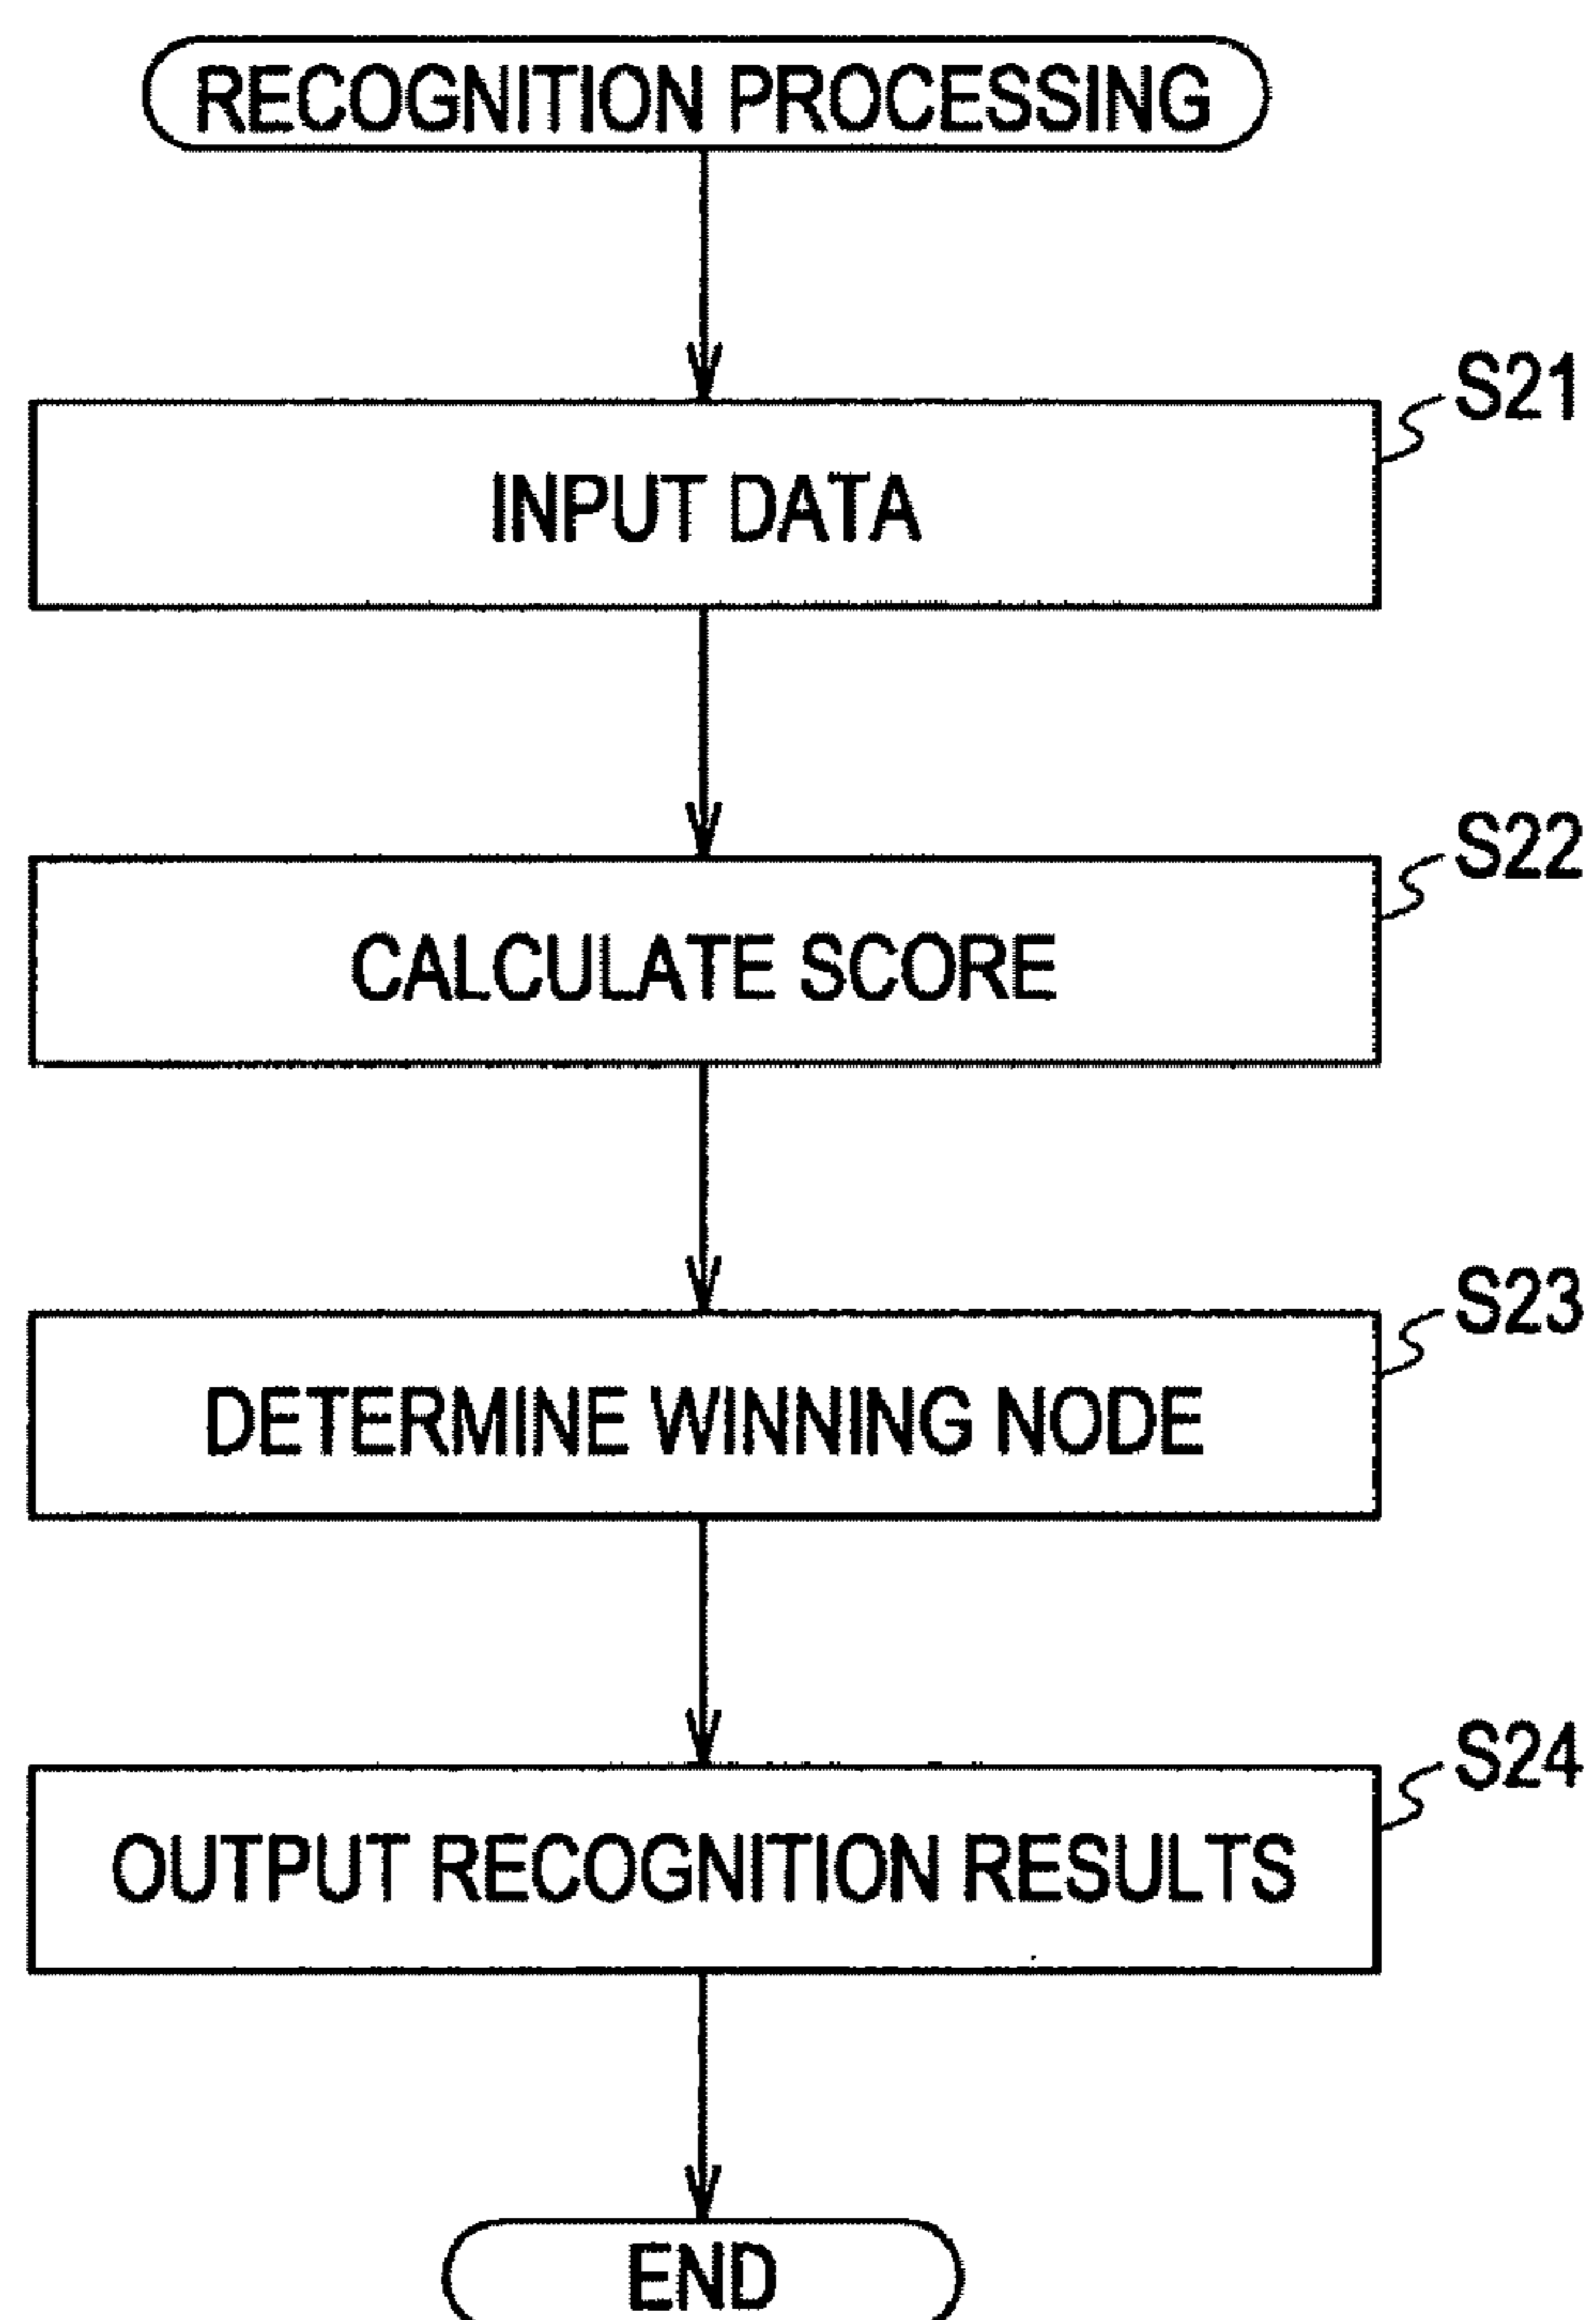 RECOGNITION PROCESSING
S21
INPUT DATA
S22
CALCULATE SCORE
S23
DETERMINE WINNING NODE
S24
OUTPUT RECOGNITION RESULTS
END